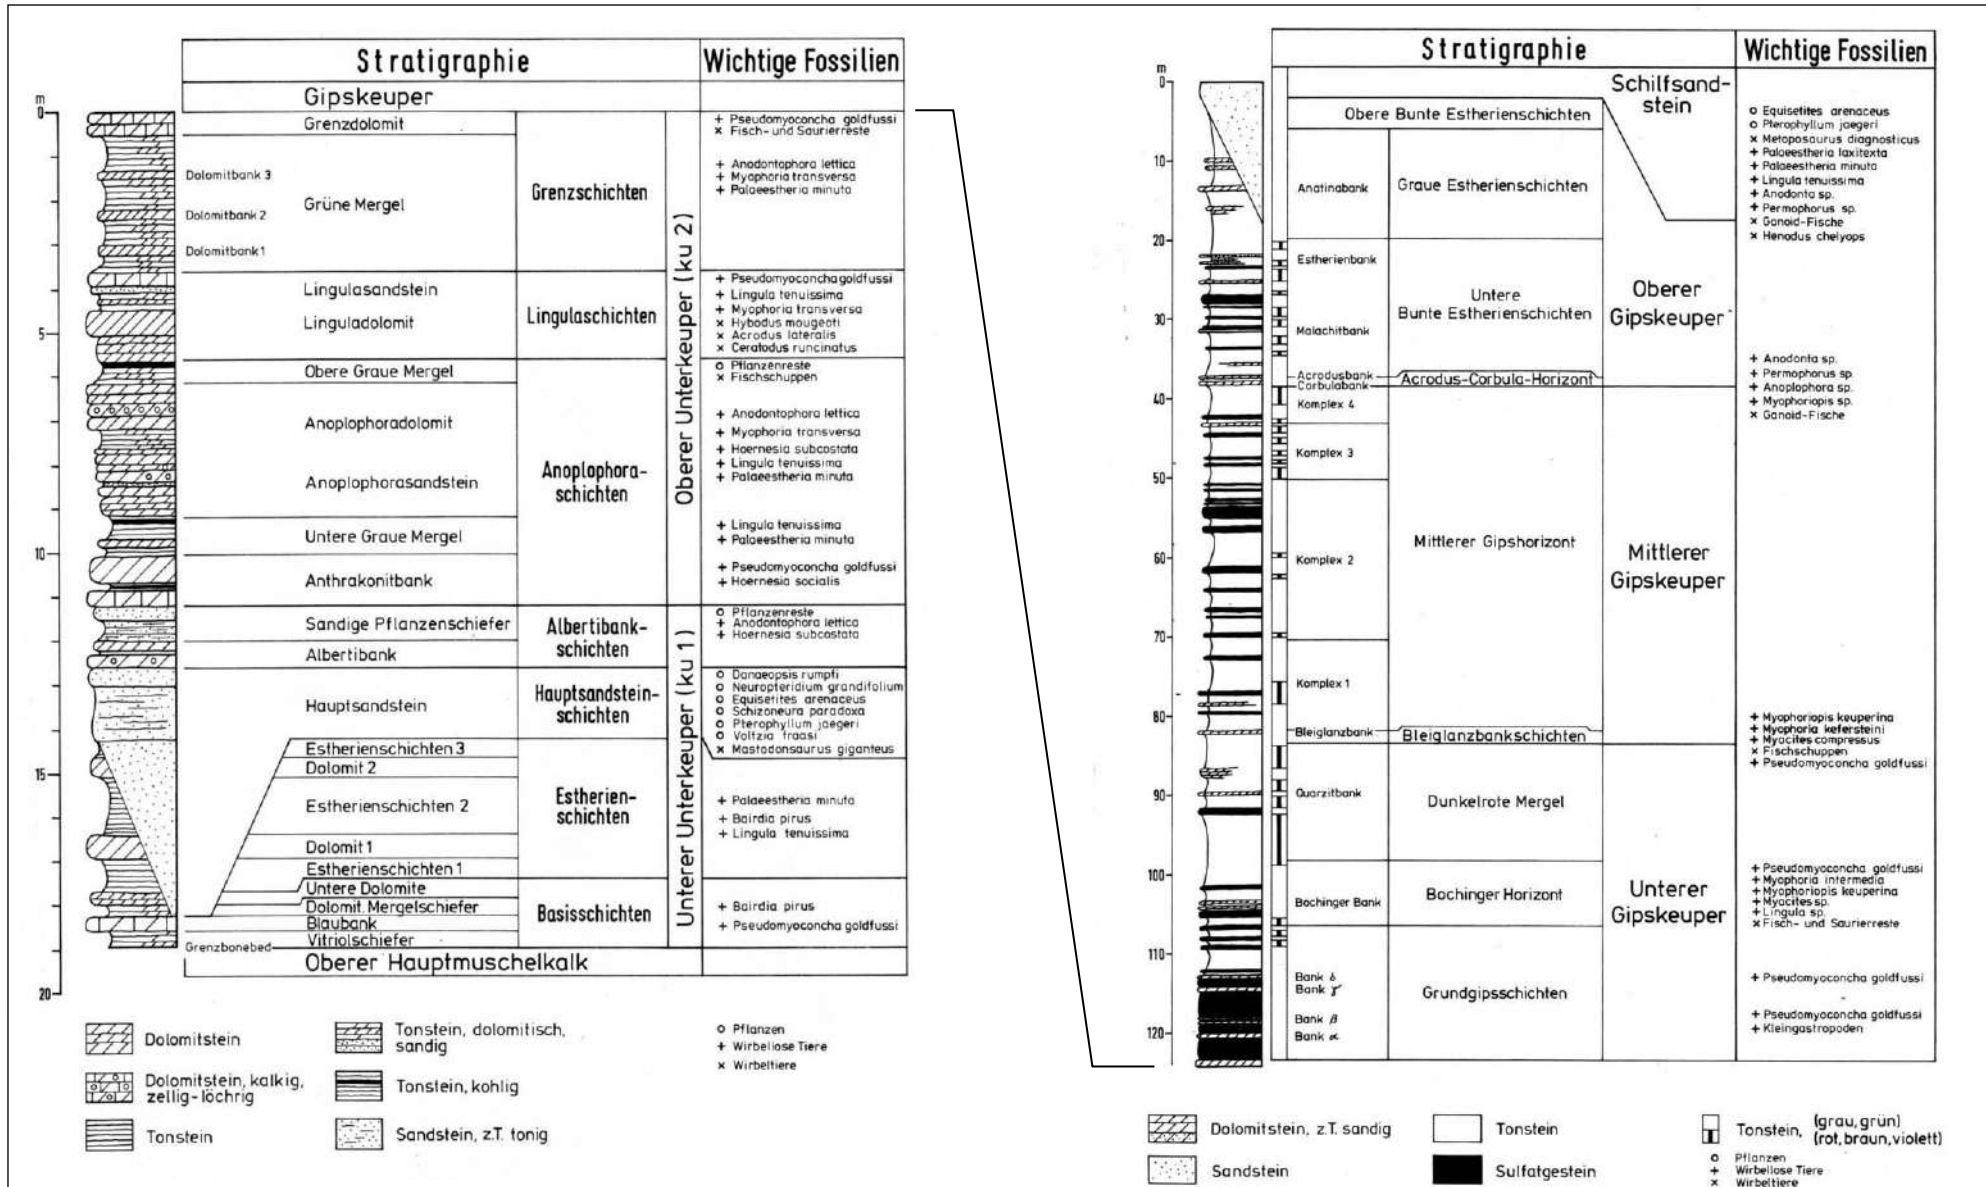 Stratigraphie
Wichtige Fossilien
Gipskeuper
m
0
5
10
15
20
Grenzdolomit
Dolomitbank 3
Grüne Mergel
Dolomitbank 2
Dolomitbank 1
Lingulasandstein
Linguladolomit
Obere Graue Mergel
Anoplophoradolomit
Anoplophorasandstein
Untere Graue Mergel
Anthrakonitbank
Sandige Pflanzenschiefer
Albertibank
Hauptsandstein
Estherienschichten 3
Dolomit 2
Estherienschichten 2
Dolomit 1
Estherienschichten 1
Untere Dolomite
Dolomit. Mergelschiefer
Blaubank
Grenzbonebed
Vitriolschiefer
Oberer Hauptmuschelkalk
Grenzschichten
Lingulaschichten
Anoplophora-
schichten
Albertibank-
schichten
Hauptsandstein-
schichten
Estherien-
schichten
Basisschichten
Oberer Unterkeuper (ku 2)
Unterer Unterkeuper (ku 1)
+ Pseudomyoconcha goldfussi
x Fisch- und Saurierreste
+ Anodontophora lettica
+ Myophoria transversa
+ Palaeestheria minuta
+ Pseudomyoconcha goldfussi
+ Lingula tenuissima
+ Myophoria transversa
x Hybodus mougeoti
x Acrodus lateralis
x Ceratodus runcinatus
o Pflanzenreste
x Fischschuppen
+ Anodontophora lettica
+ Myophoria transversa
+ Hoernesia subcostata
+ Lingula tenuissima
+ Palaeestheria minuta
+ Lingula tenuissima
+ Palaeestheria minuta
+ Pseudomyoconcha goldfussi
+ Hoernesia socialis
o Pflanzenreste
+ Anodontophora lettica
+ Hoernesia subcostata
o Danaeopsis rumpfi
o Neuropteridium grandifolium
o Equisetites arenaceus
o Schizoneura paradoxa
o Pterophyllum jaegeri
o Voltzia fraasi
x Mastodonsaurus giganteus
+ Palaeestheria minuta
+ Bairdia pirus
+ Lingula tenuissima
+ Bairdia pirus
+ Pseudomyoconcha goldfussi
Dolomitstein
Dolomitstein, kalkig,
zellig-löchrig
Tonstein
Tonstein, dolomitisch,
sandig
Tonstein, kohlig
Sandstein, z.T. tonig
o Pflanzen
+ Wirbellose Tiere
x Wirbeltiere
Stratigraphie
Wichtige Fossilien
m
0
10
20
30
40
50
60
70
80
90
100
110
120
Anatinabank
Estherienbank
Malachitbank
Acrodusbank
Corbulabank
Komplex 4
Komplex 3
Komplex 2
Komplex 1
Bleiglanzbank
Quarzitbank
Bochinger Bank
Bank δ
Bank γ
Bank β
Bank α
Obere Bunte Estherienschichten
Graue Estherienschichten
Untere
Bunte Estherienschichten
Acrodus-Corbula-Horizont
Mittlerer Gipshorizont
Bleiglanzbankschichten
Dunkelrote Mergel
Bochinger Horizont
Grundgipsschichten
Schilfsand-
stein
Oberer
Gipskeuper
Mittlerer
Gipskeuper
Unterer
Gipskeuper
o Equisetites arenaceus
o Pterophyllum jaegeri
x Metoposaurus diagnosticus
+ Palaeestheria laxitexta
+ Palaeestheria minuta
+ Lingula tenuissima
+ Anodonta sp.
+ Permophorus sp.
x Ganoid-Fische
x Henodus chelyops
+ Anodonta sp.
+ Permophorus sp.
+ Anoplophora sp.
+ Myophoriopis sp.
x Ganoid-Fische
+ Myophoriopis keuperina
+ Myophoria kefersteini
+ Myacites compressus
x Fischschuppen
+ Pseudomyoconcha goldfussi
+ Pseudomyoconcha goldfussi
+ Myophoria intermedia
+ Myophoriopis keuperina
+ Myacites sp.
+ Lingula sp.
x Fisch- und Saurierreste
+ Pseudomyoconcha goldfussi
+ Pseudomyoconcha goldfussi
+ Kleingastropoden
Dolomitstein, z.T. sandig
Sandstein
Tonstein
Sulfatgestein
Tonstein, (grau, grün)
(rot, braun, violett)
o Pflanzen
+ Wirbellose Tiere
x Wirbeltiere